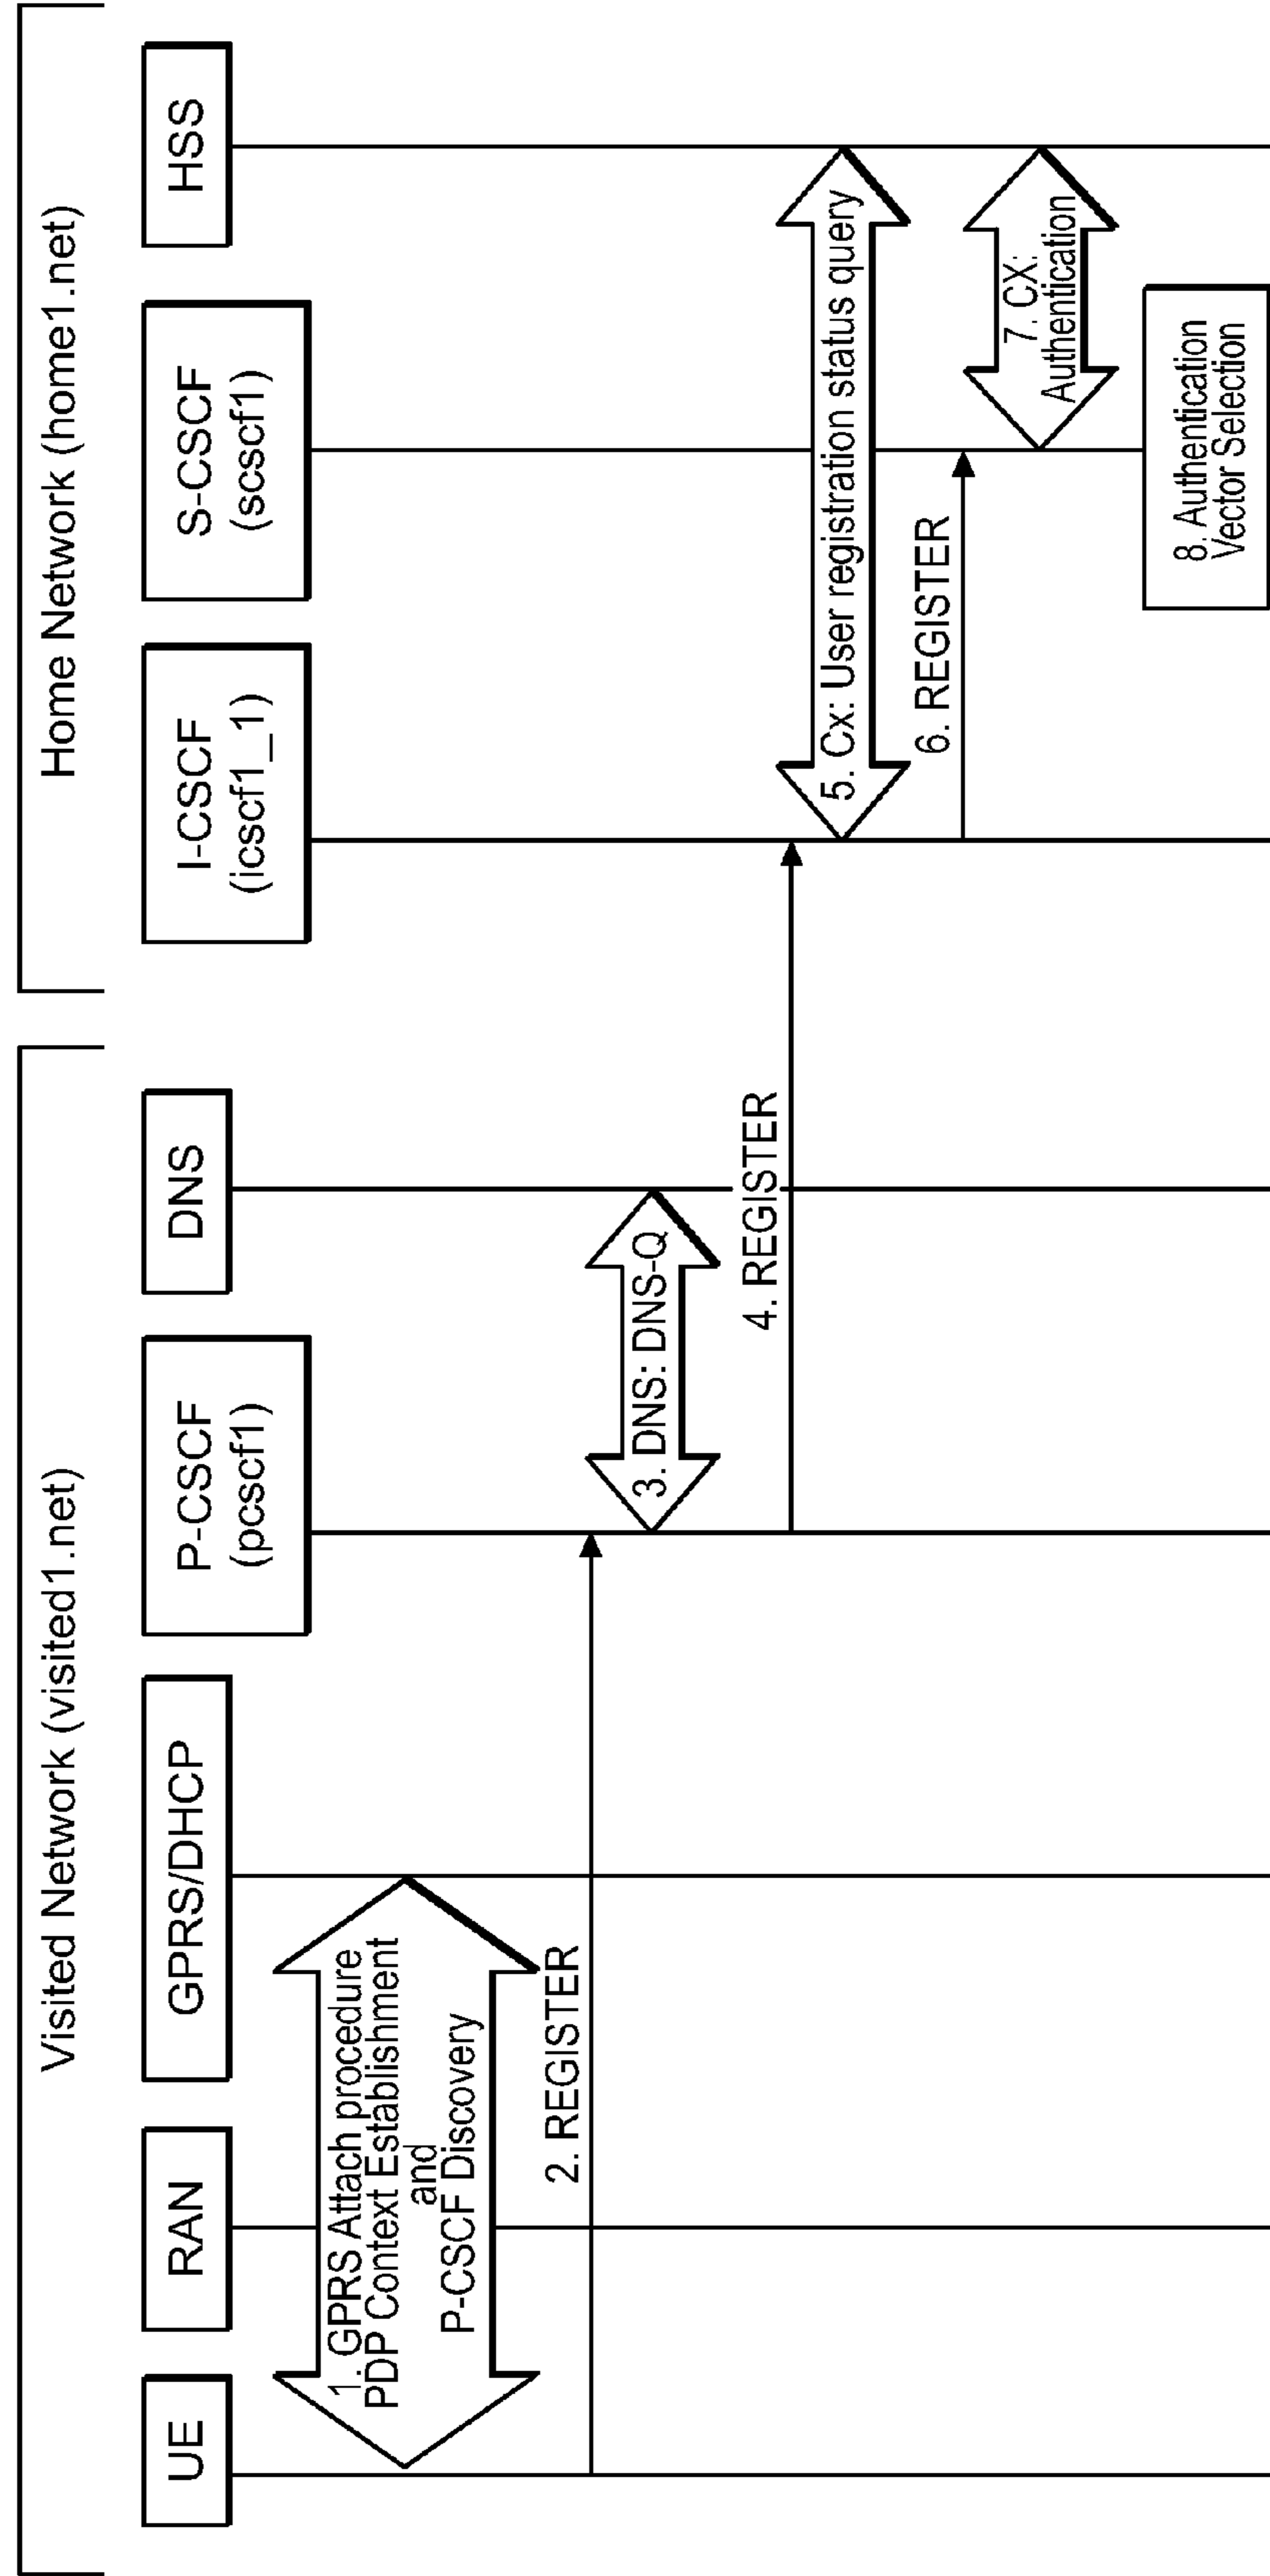 Visited Network (visited1.net)
Home Network (home1.net)
UE
RAN
GPRS/DHCP
P-CSCF
(pcscf1)
DNS
I-CSCF
(icscf1_1)
S-CSCF
(scscf1)
HSS
1. GPRS Attach procedure
PDP Context Establishment
and
P-CSCF Discovery
2. REGISTER
3. DNS: DNS-Q
4. REGISTER
5. Cx: User registration status query
6. REGISTER
7. CX:
Authentication
8. Authentication
Vector Selection